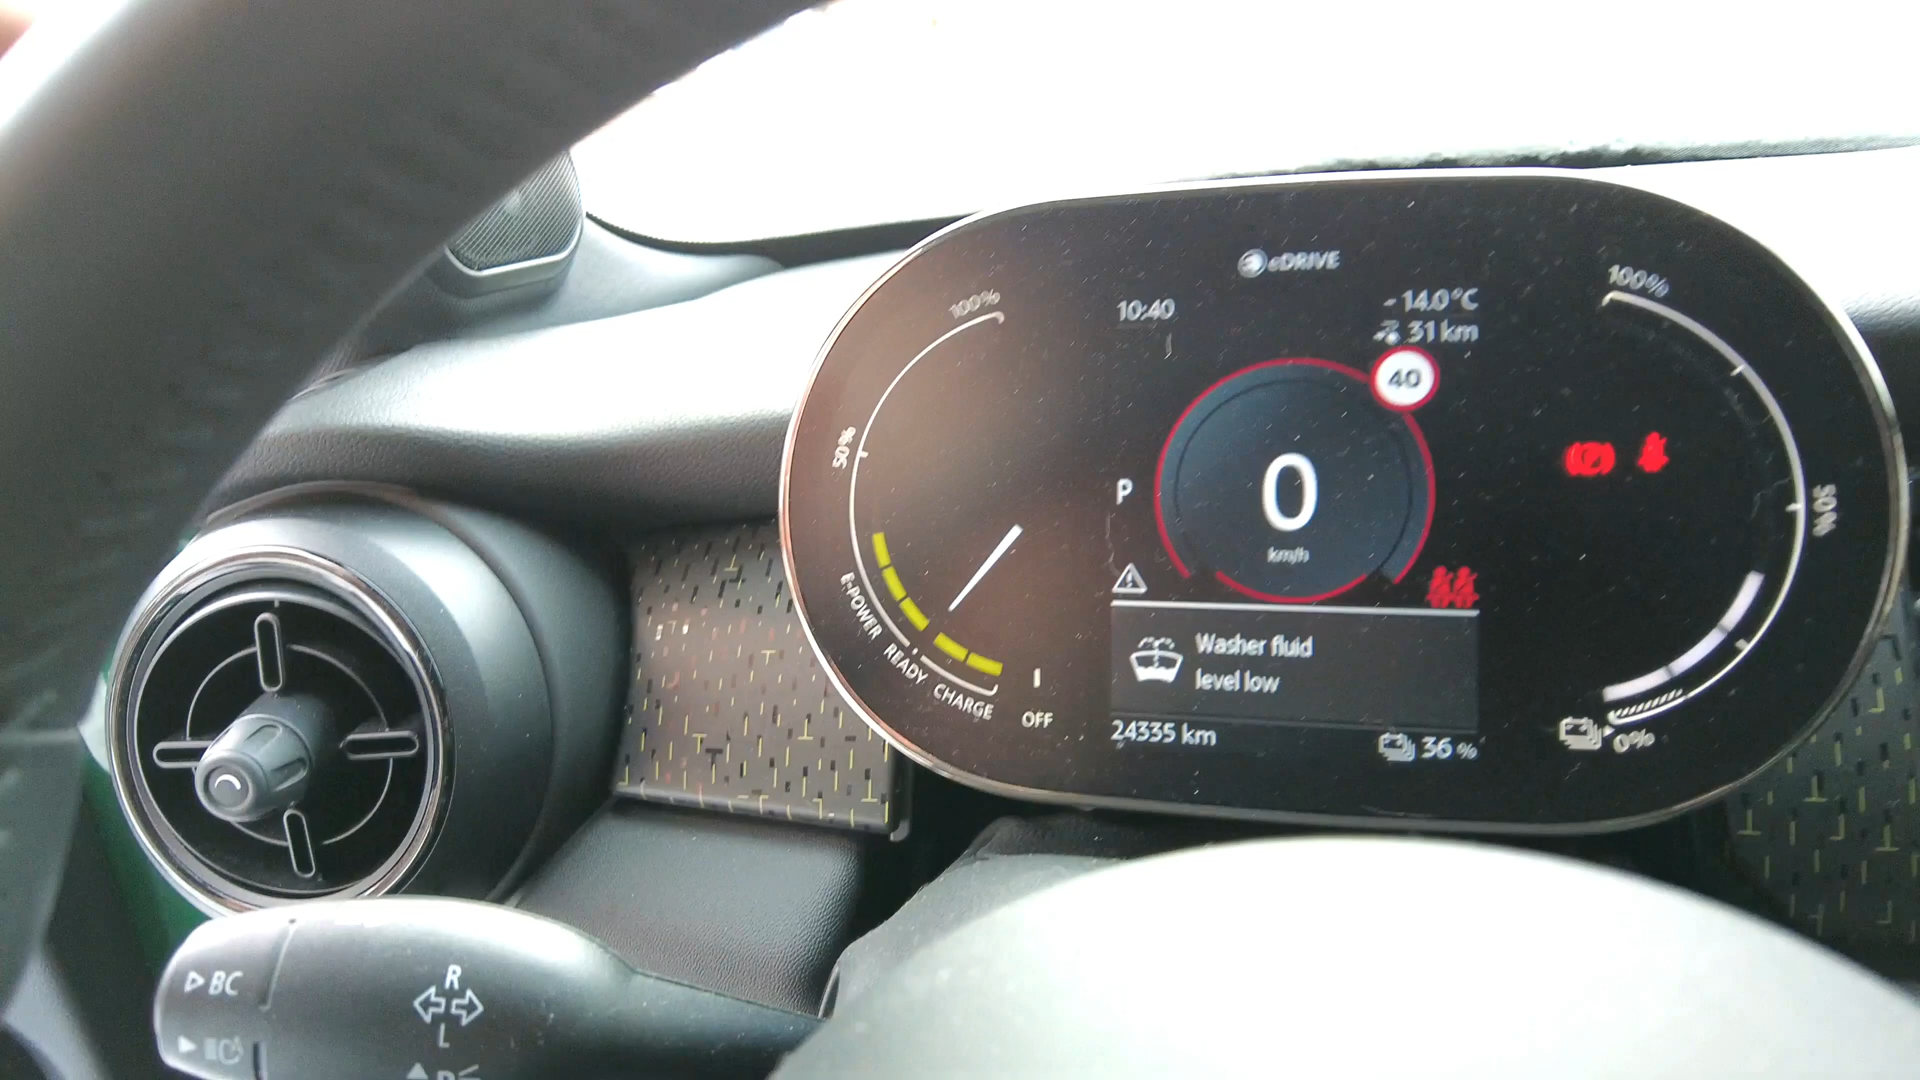 eDRIVE
10:40
-14.0°C
31 km
40
100%
50%
E-POWER
READY
CHARGE
OFF
P
0
km/h
Washer fluid
level low
24335 km
36 %
100%
50%
0%
BC
R
L